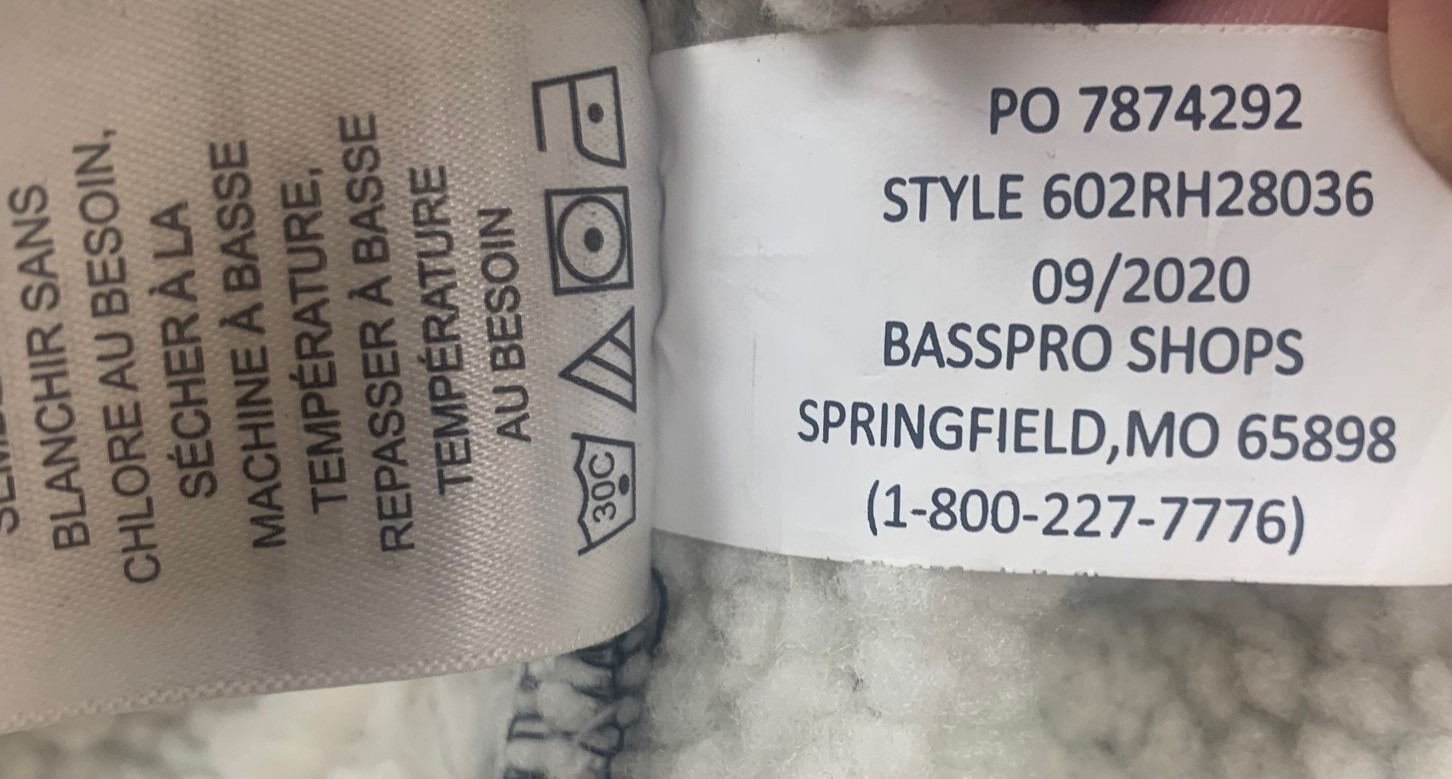 BLANCHIR SANS
CHLORE AU BESOIN,
SÉCHER À LA
MACHINE À BASSE
TEMPÉRATURE,
REPASSER À BASSE
TEMPÉRATURE
AU BESOIN
30C
PO 7874292
STYLE 602RH28036
09/2020
BASSPRO SHOPS
SPRINGFIELD,MO 65898
(1-800-227-7776)